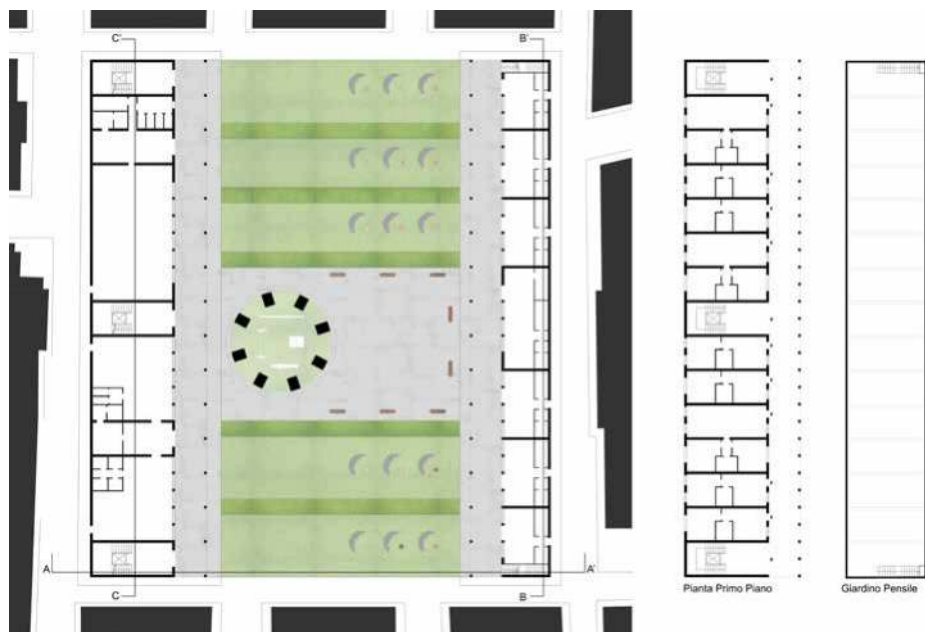 C'
B'
A
A'
C
B
Pianta Primo Piano
Giardino Pensile